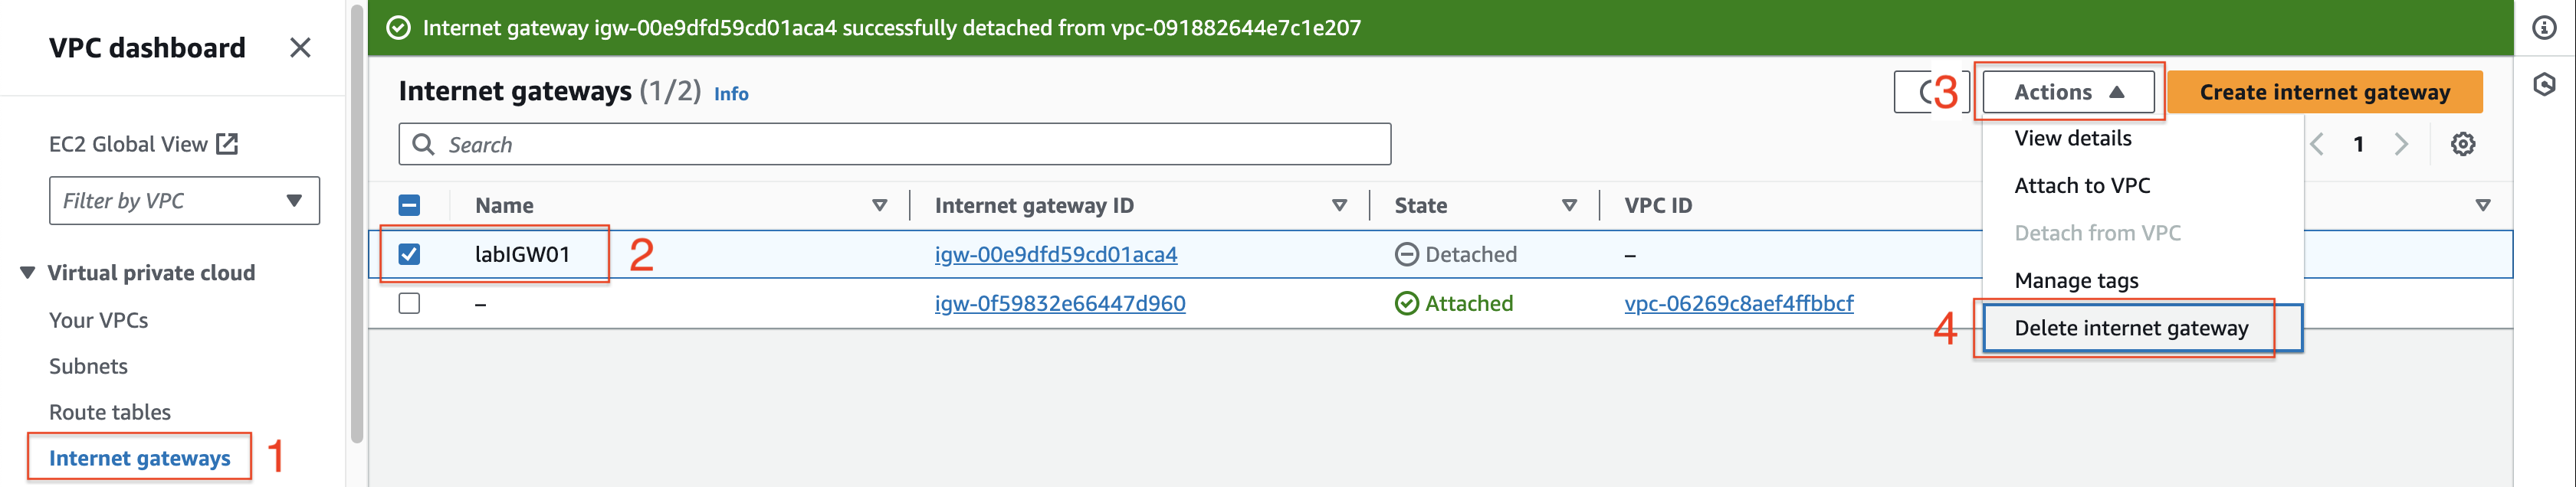 VPC dashboard
EC2 Global View
Filter by VPC
Virtual private cloud
Your VPCs
Subnets
Route tables
Internet gateways
1
Internet gateway igw-00e9dfd59cd01aca4 successfully detached from vpc-091882644e7c1e207
Internet gateways (1/2) Info
3
Actions
Create internet gateway
Search
1
Name
Internet gateway ID
State
VPC ID
labIGW01
2
igw-00e9dfd59cd01aca4
Detached
–
–
igw-0f59832e66447d960
Attached
vpc-06269c8aef4ffbbcf
View details
Attach to VPC
Detach from VPC
Manage tags
4
Delete internet gateway